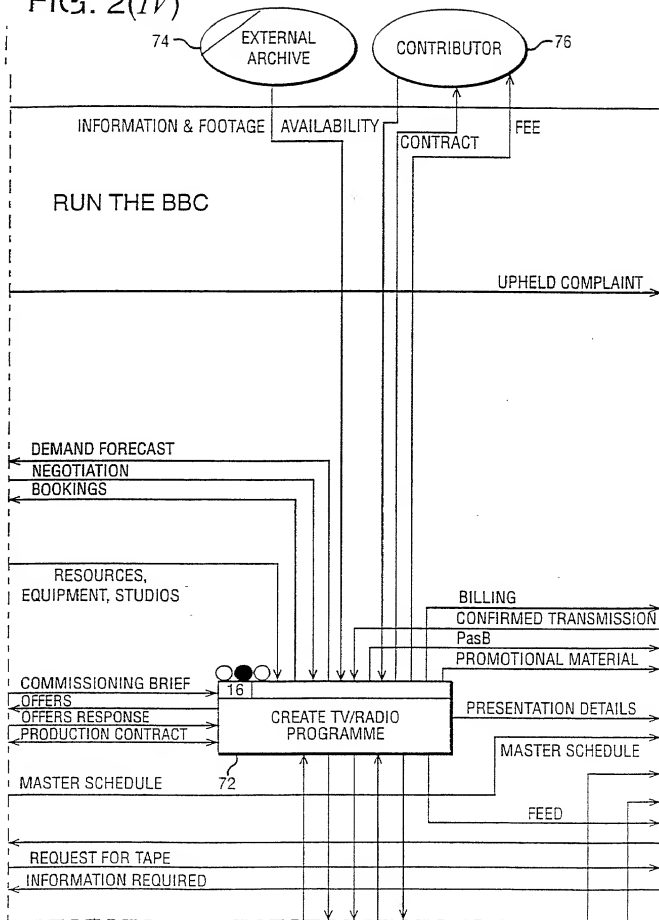 FIG. 2(IV)
74
EXTERNAL
ARCHIVE
CONTRIBUTOR
76
INFORMATION & FOOTAGE
AVAILABILITY
CONTRACT
FEE
RUN THE BBC
UPHELD COMPLAINT
DEMAND FORECAST
NEGOTIATION
BOOKINGS
RESOURCES,
EQUIPMENT, STUDIOS
BILLING
CONFIRMED TRANSMISSION
PasB
PROMOTIONAL MATERIAL
COMMISSIONING BRIEF
OFFERS
OFFERS RESPONSE
PRODUCTION CONTRACT
16
CREATE TV/RADIO
PROGRAMME
72
PRESENTATION DETAILS
MASTER SCHEDULE
MASTER SCHEDULE
FEED
REQUEST FOR TAPE
INFORMATION REQUIRED